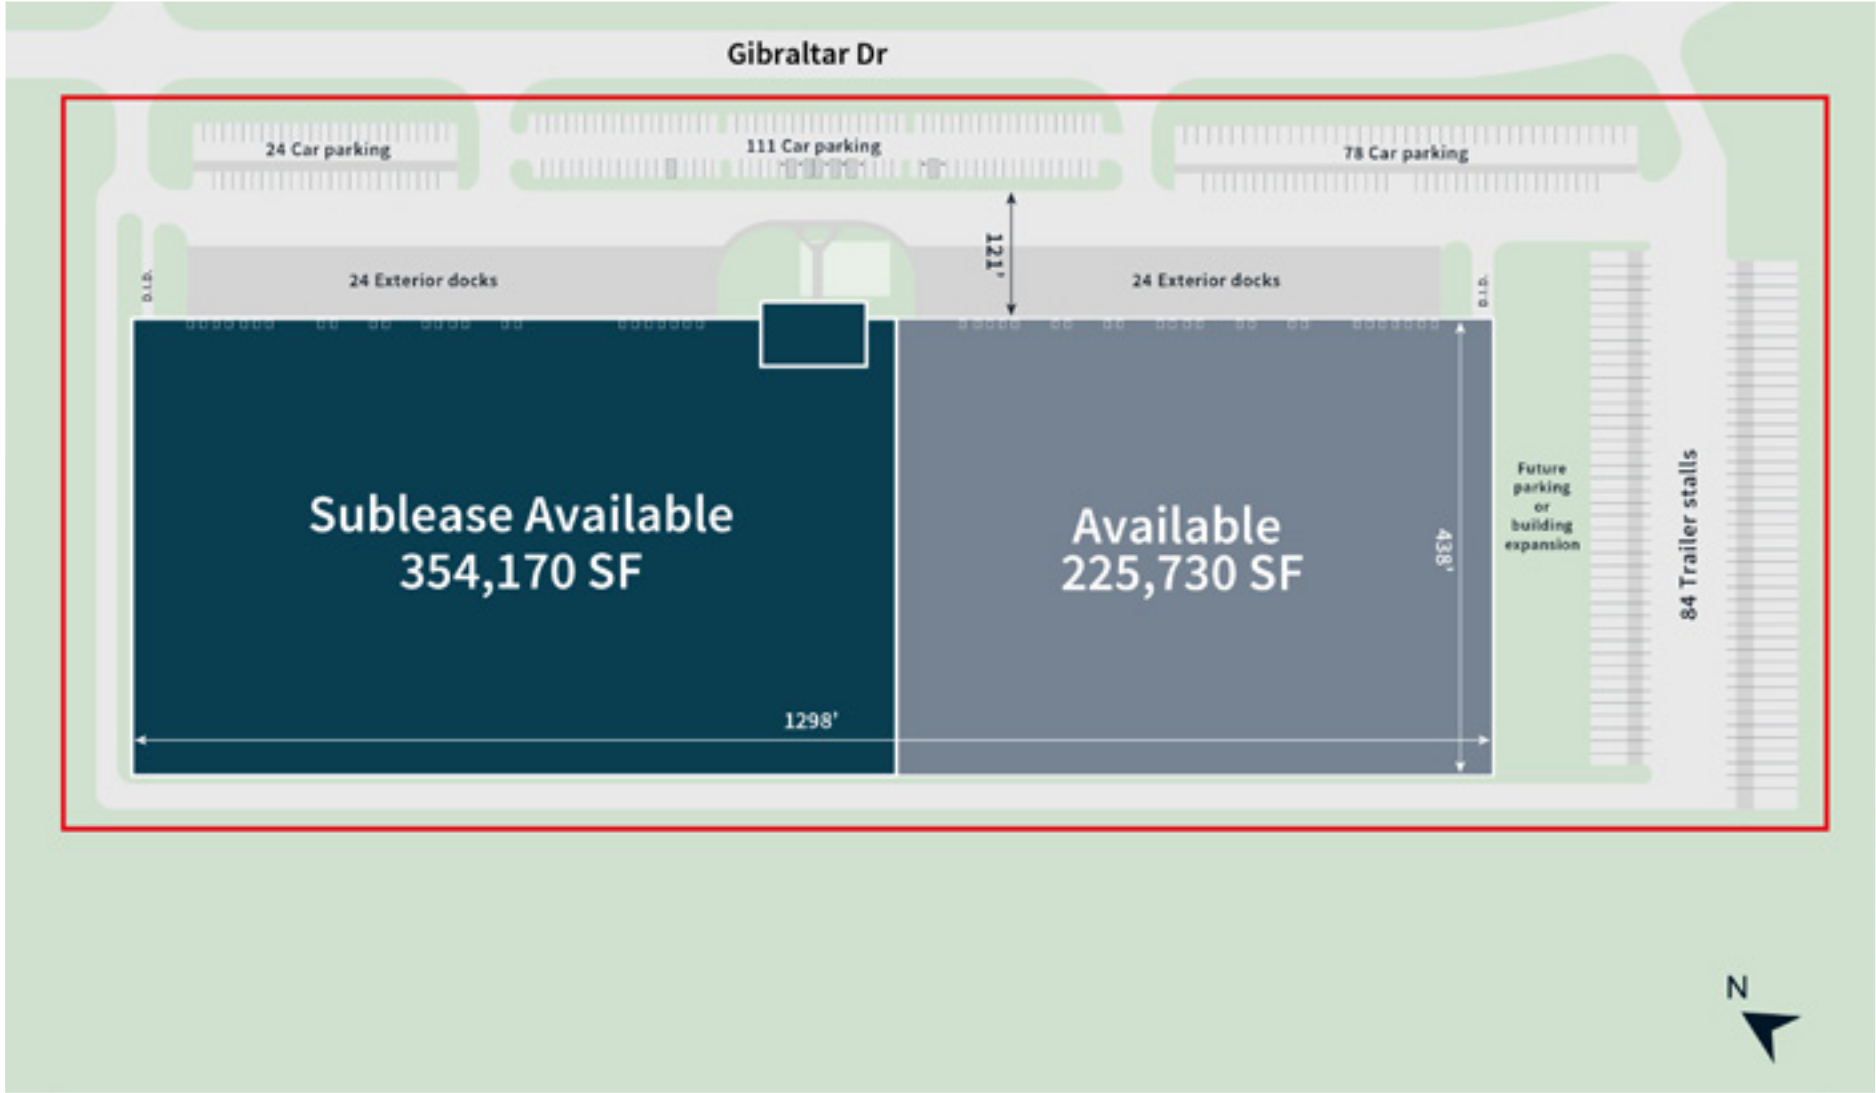 Gibraltar Dr
24 Car parking
111 Car parking
78 Car parking
121'
D.I.D.
24 Exterior docks
24 Exterior docks
D.I.D.
Sublease Available
354,170 SF
Available
225,730 SF
438'
Future
parking
or
building
expansion
84 Trailer stalls
1298'
N